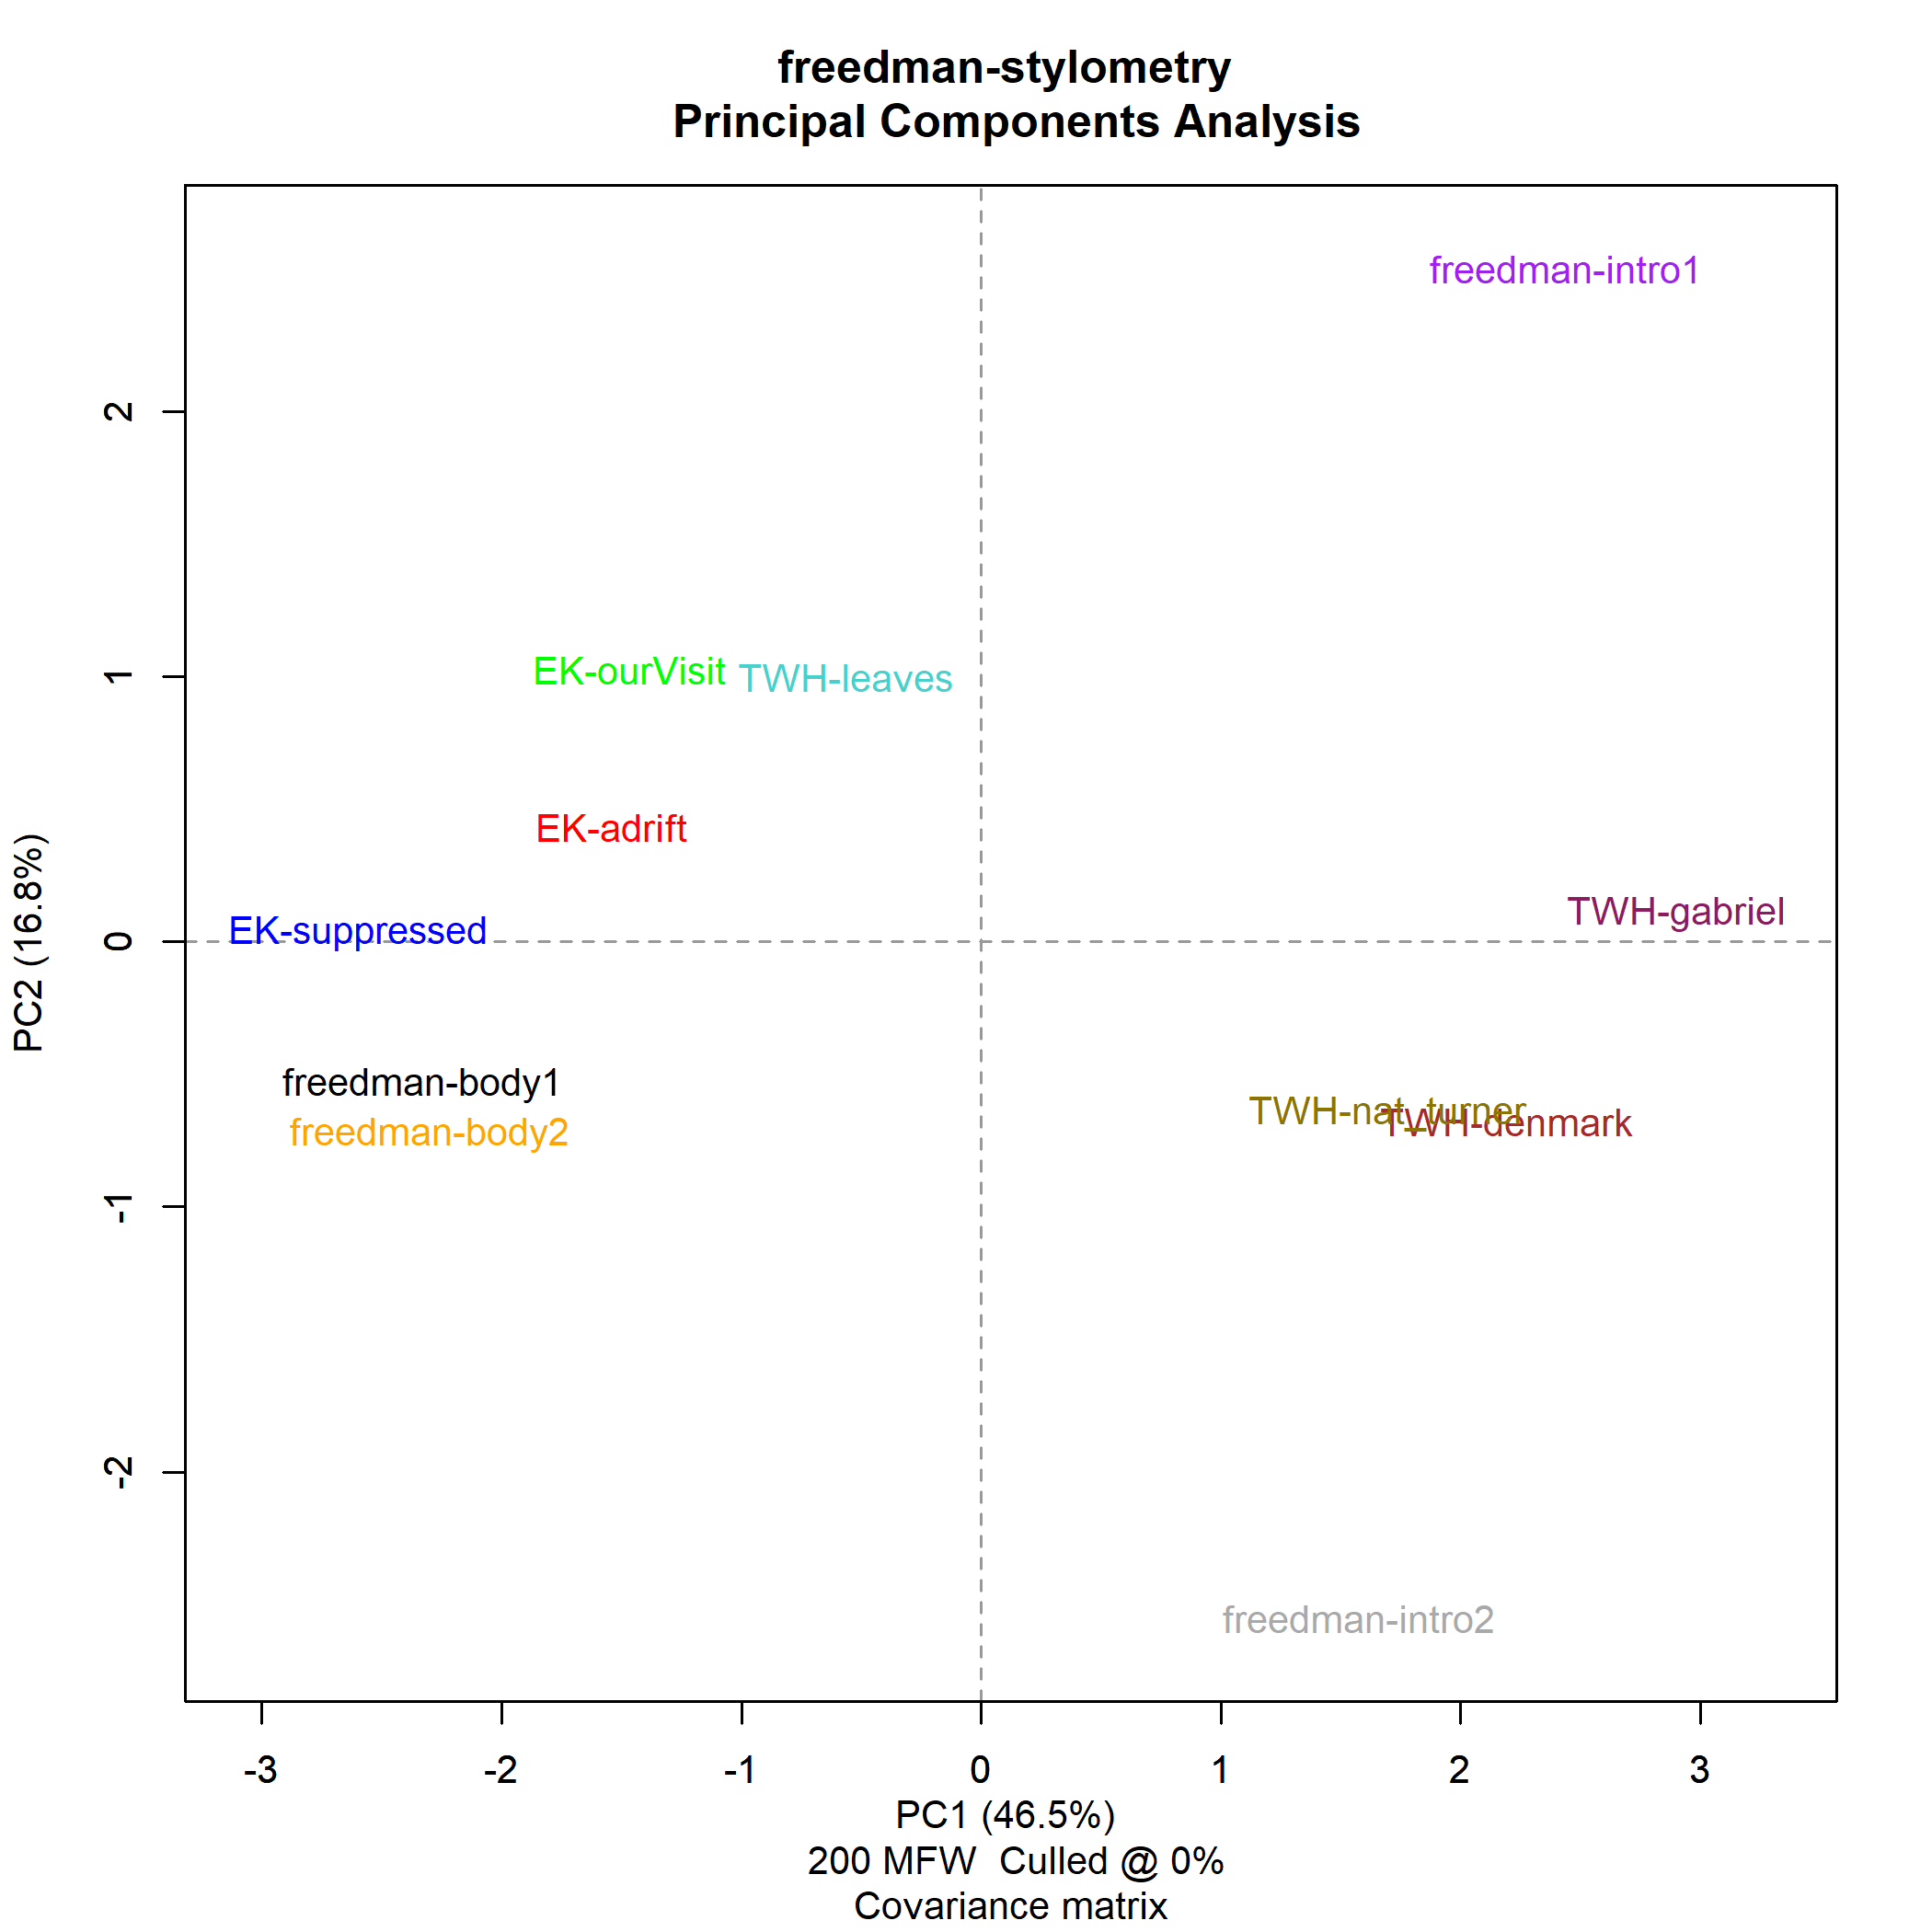 freedman-stylometry
Principal Components Analysis
freedman-intro1
2
EK-ourVisit
TWH-leaves
1
EK-adrift
TWH-gabriel
EK-suppressed
0
PC2 (16.8%)
freedman-body1
TWH-nat_turner
TWH-denmark
freedman-body2
-1
-2
freedman-intro2
-3 -2 -1 0 1 2 3
PC1 (46.5%)
200 MFW  Culled @ 0%
Covariance matrix